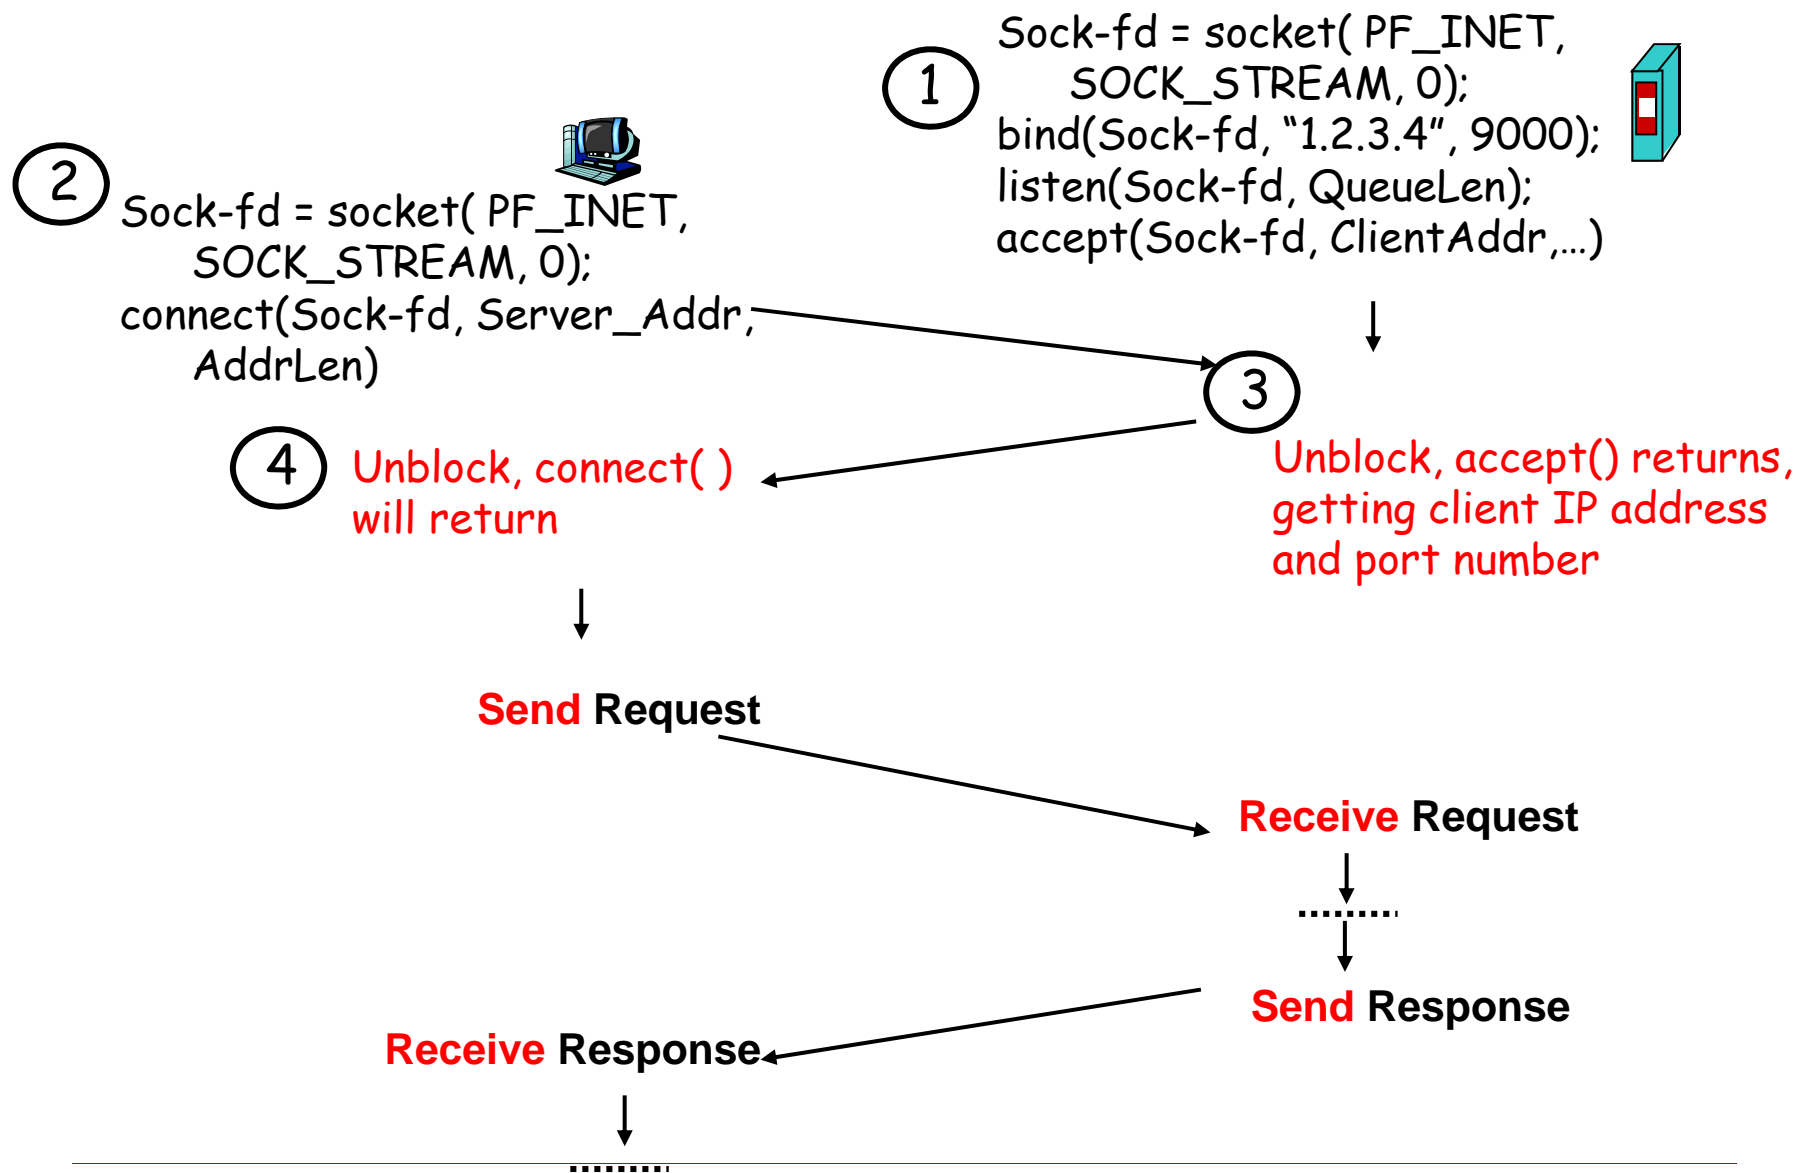 1
Sock-fd = socket( PF_INET,
SOCK_STREAM, 0);
bind(Sock-fd, “1.2.3.4”, 9000);
listen(Sock-fd, QueueLen);
accept(Sock-fd, ClientAddr,…)
2
Sock-fd = socket( PF_INET,
SOCK_STREAM, 0);
connect(Sock-fd, Server_Addr,
AddrLen)
3
Unblock, accept() returns,
getting client IP address
and port number
4
Unblock, connect( )
will return
Send Request
Receive Request
Send Response
Receive Response